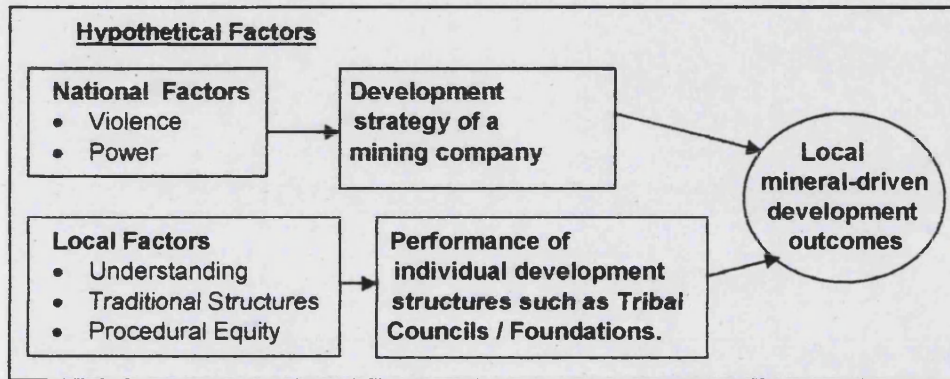 Hypothetical Factors
National Factors
• Violence
• Power
Development
strategy of a
mining company
Local
mineral-driven
development
outcomes
Local Factors
• Understanding
• Traditional Structures
• Procedural Equity
Performance of
individual development
structures such as Tribal
Councils / Foundations.